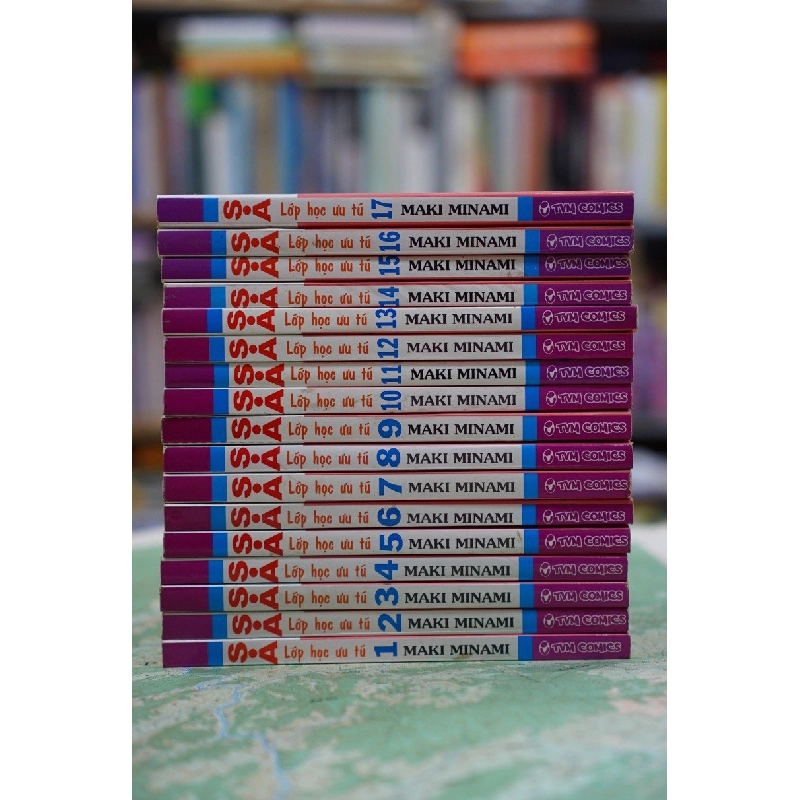 S•A Lớp học ưu tú 17 MAKI MINAMI TVM COMICS
S•A Lớp học ưu tú 16 MAKI MINAMI TVM COMICS
S•A Lớp học ưu tú 15 MAKI MINAMI TVM COMICS
S•A Lớp học ưu tú 14 MAKI MINAMI TVM COMICS
S•A Lớp học ưu tú 13 MAKI MINAMI TVM COMICS
S•A Lớp học ưu tú 12 MAKI MINAMI TVM COMICS
S•A Lớp học ưu tú 11 MAKI MINAMI TVM COMICS
S•A Lớp học ưu tú 10 MAKI MINAMI TVM COMICS
S•A Lớp học ưu tú 9 MAKI MINAMI TVM COMICS
S•A Lớp học ưu tú 8 MAKI MINAMI TVM COMICS
S•A Lớp học ưu tú 7 MAKI MINAMI TVM COMICS
S•A Lớp học ưu tú 6 MAKI MINAMI TVM COMICS
S•A Lớp học ưu tú 5 MAKI MINAMI TVM COMICS
S•A Lớp học ưu tú 4 MAKI MINAMI TVM COMICS
S•A Lớp học ưu tú 3 MAKI MINAMI TVM COMICS
S•A Lớp học ưu tú 2 MAKI MINAMI TVM COMICS
S•A Lớp học ưu tú 1 MAKI MINAMI TVM COMICS